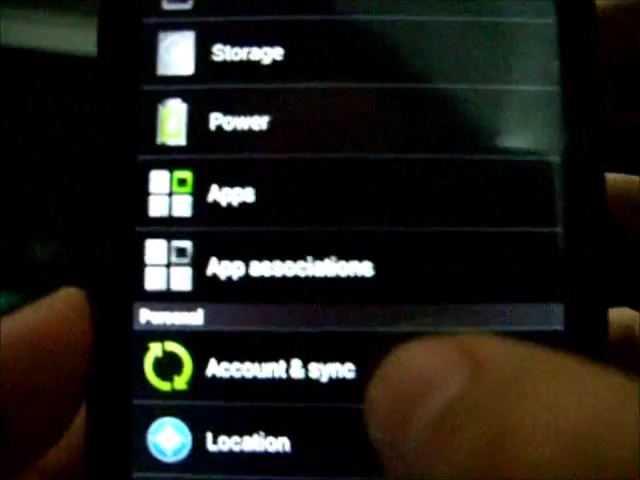 Storage
Power
Apps
App associations
Personal
Account & sync
Location